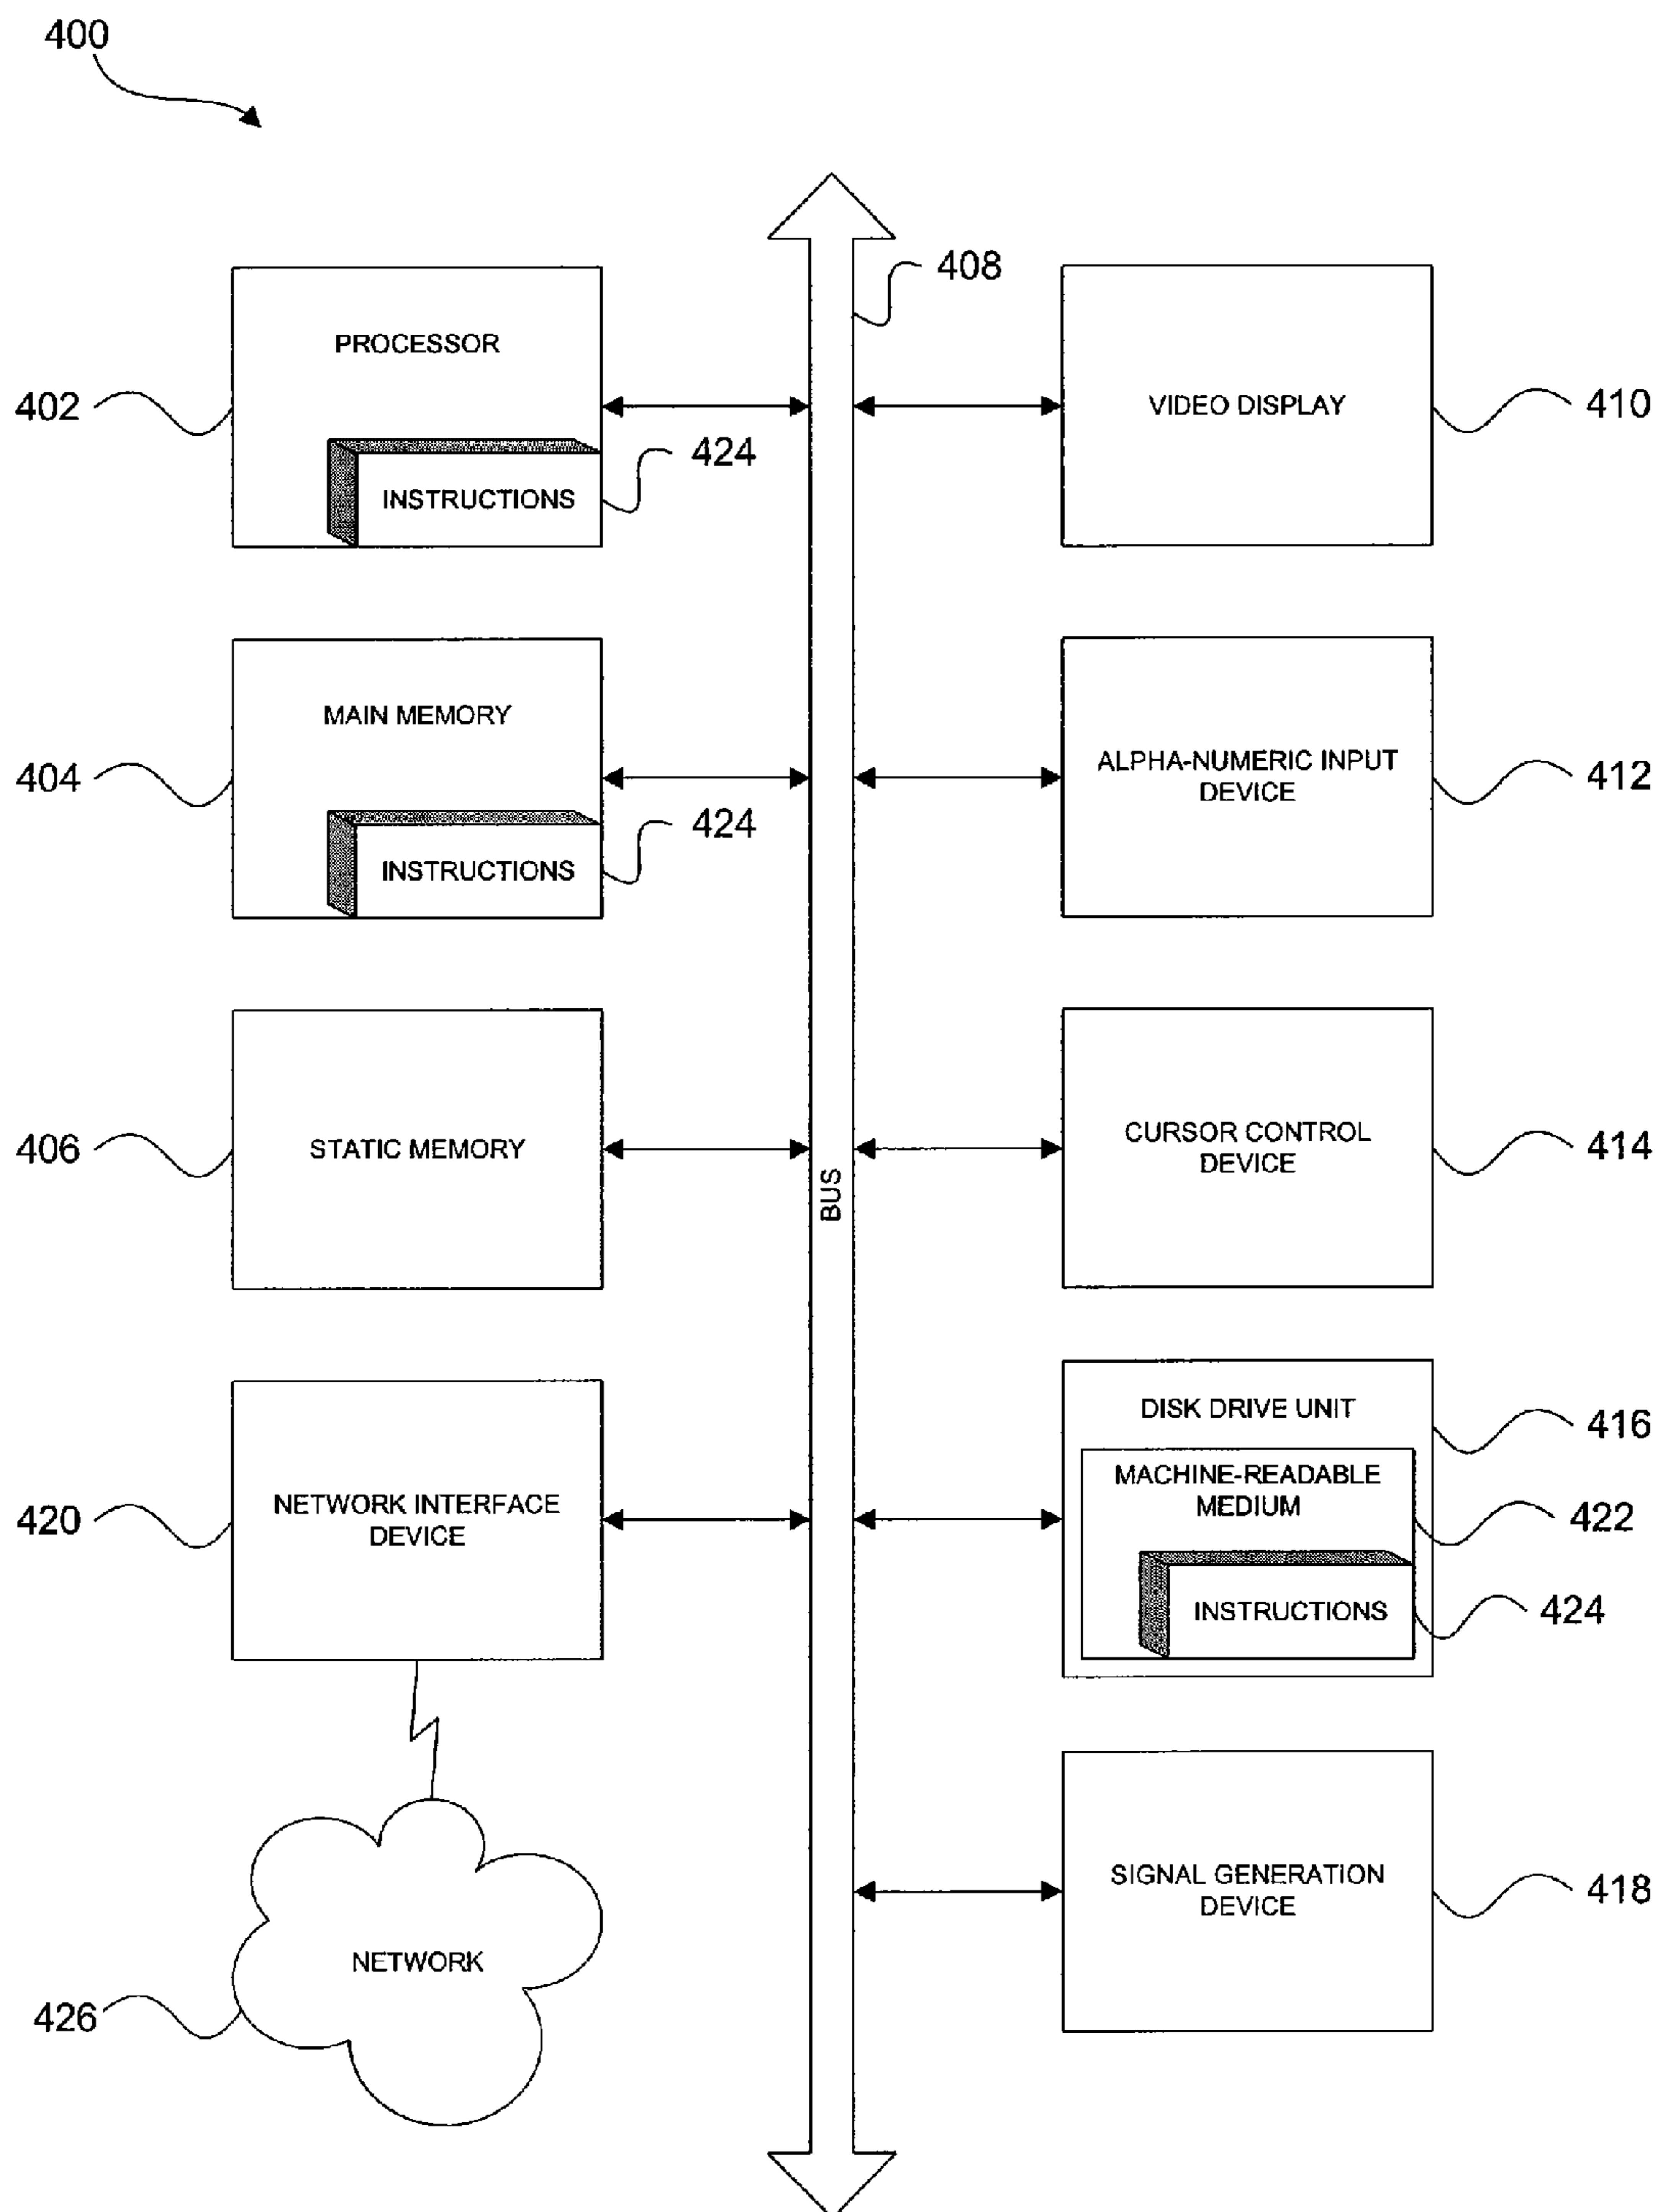 400
408
PROCESSOR
402
424
INSTRUCTIONS
VIDEO DISPLAY
410
MAIN MEMORY
404
424
INSTRUCTIONS
ALPHA-NUMERIC INPUT
DEVICE
412
STATIC MEMORY
406
BUS
CURSOR CONTROL
DEVICE
414
NETWORK INTERFACE
DEVICE
420
DISK DRIVE UNIT
416
MACHINE-READABLE
MEDIUM
422
INSTRUCTIONS
424
SIGNAL GENERATION
DEVICE
418
NETWORK
426